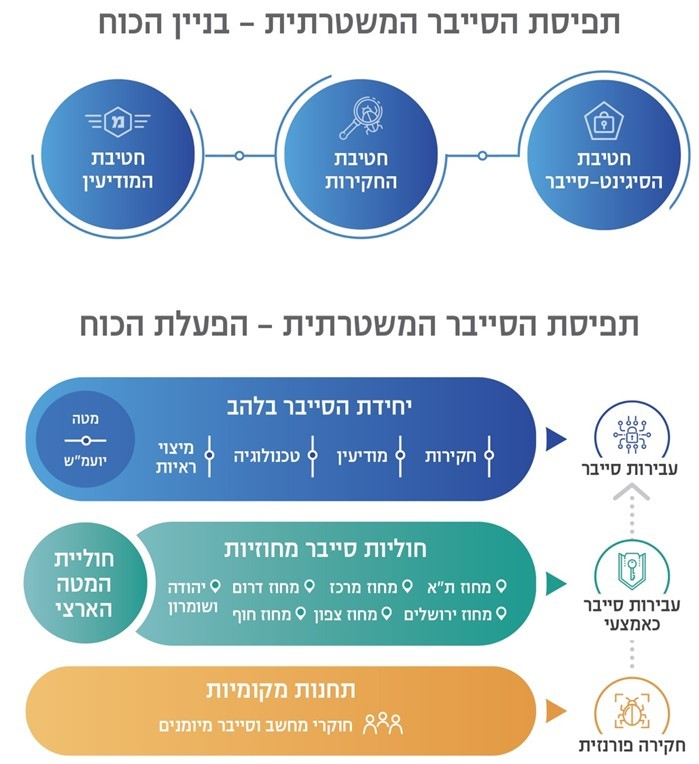 תפיסת הסייבר המשטרתית - בניין הכוח
חטיבת
הסיגינט-סייבר
חטיבת
החקירות
מ
חטיבת
המודיעין
תפיסת הסייבר המשטרתית - הפעלת הכוח
עבירות סייבר
יחידת הסייבר בלהב
חקירות
מודיעין
טכנולוגיה
מיצוי
ראיות
מטה
יועמ"ש
עבירות סייבר
כאמצעי
חוליות סייבר מחוזיות
מחוז ת"א
מחוז מרכז
מחוז דרום
יהודה
ושומרון
מחוז ירושלים
מחוז צפון
מחוז חוף
חוליית
המטה
הארצי
חקירה פורנזית
תחנות מקומיות
חוקרי מחשב וסייבר מיומנים